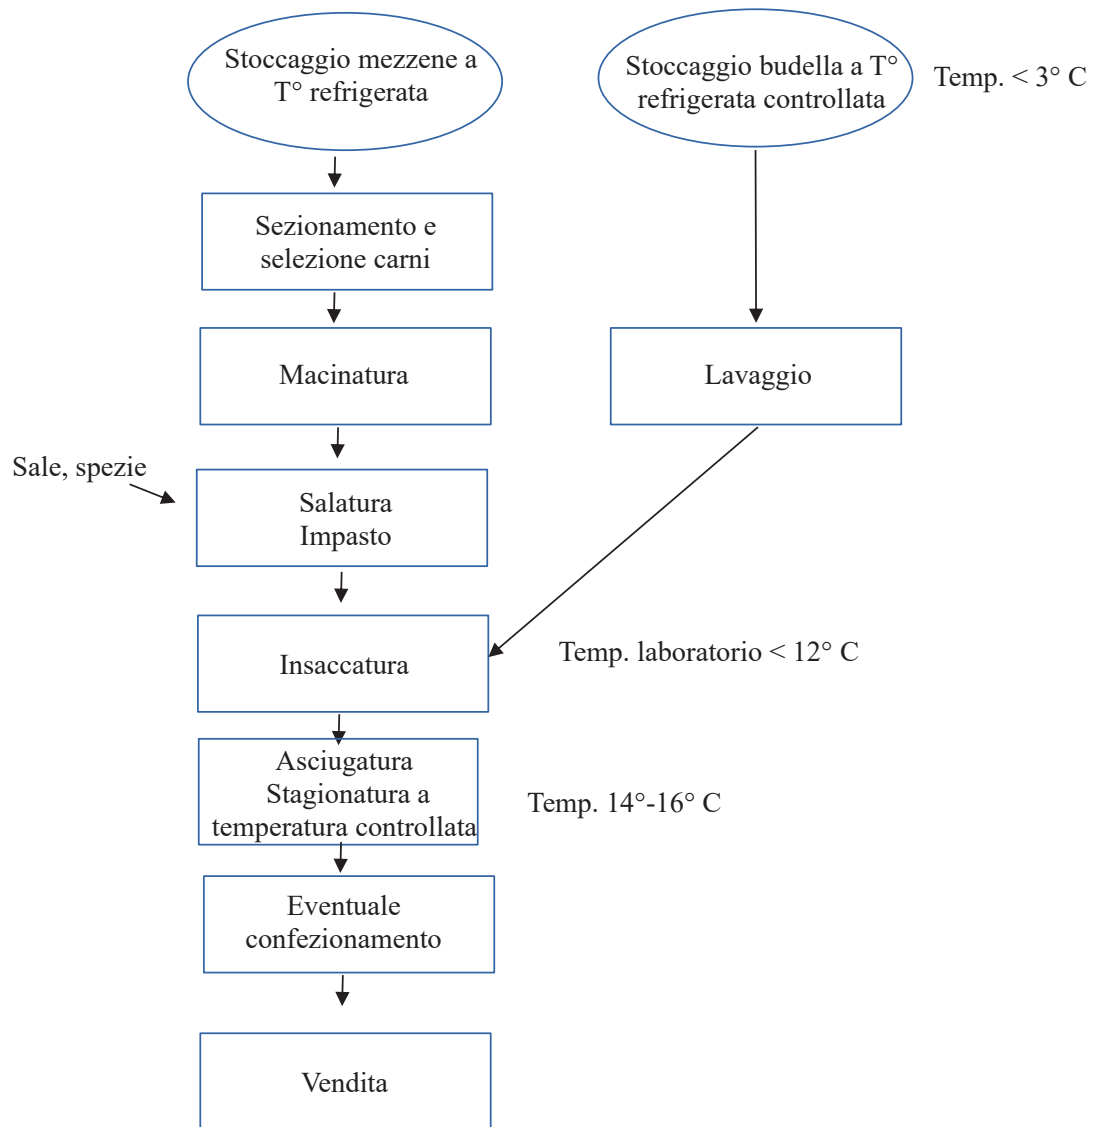 Stoccaggio mezzene a
T° refrigerata
Stoccaggio budella a T°
refrigerata controllata
Temp. < 3° C
Sezionamento e
selezione carni
Macinatura
Lavaggio
Sale, spezie
Salatura
Impasto
Insaccatura
Temp. laboratorio < 12° C
Asciugatura
Stagionatura a
temperatura controllata
Temp. 14°-16° C
Eventuale
confezionamento
Vendita